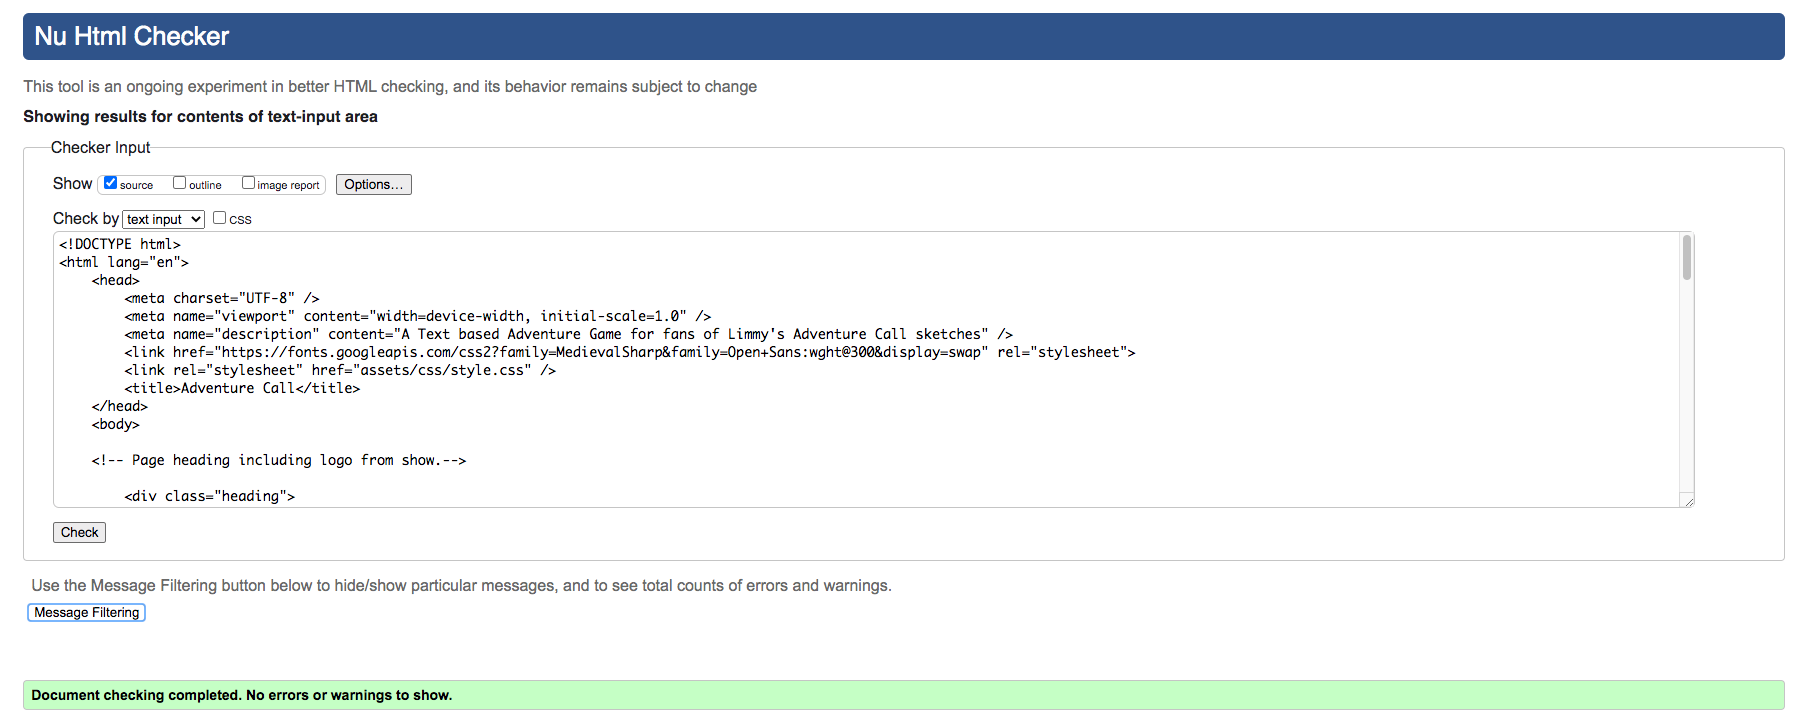 Nu Html Checker
This tool is an ongoing experiment in better HTML checking, and its behavior remains subject to change
Showing results for contents of text-input area
Checker Input
Show source outline image report Options...
Check by text input CSS
<!DOCTYPE html>
<html lang="en">
    <head>
        <meta charset="UTF-8" />
        <meta name="viewport" content="width=device-width, initial-scale=1.0" />
        <meta name="description" content="A Text based Adventure Game for fans of Limmy's Adventure Call sketches" />
        <link href="https://fonts.googleapis.com/css2?family=MedievalSharp&family=Open+Sans:wght@300&display=swap" rel="stylesheet">
        <link rel="stylesheet" href="assets/css/style.css" />
        <title>Adventure Call</title>
    </head>
    <body>
    <!-- Page heading including logo from show.-->
        <div class="heading">
Check
Use the Message Filtering button below to hide/show particular messages, and to see total counts of errors and warnings.
Message Filtering
Document checking completed. No errors or warnings to show.